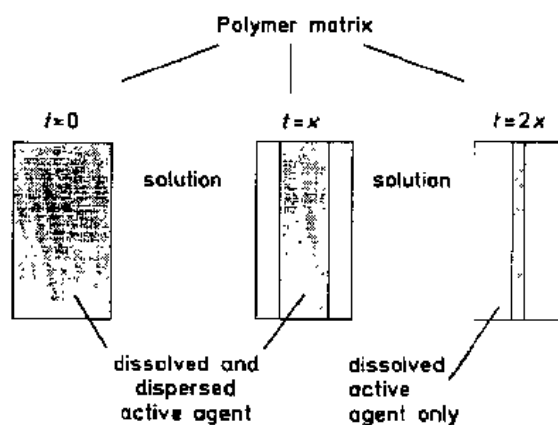 Polymer matrix
t=0
t=x
t=2x
solution
solution
dissolved and
dispersed
active agent
dissolved
active
agent only